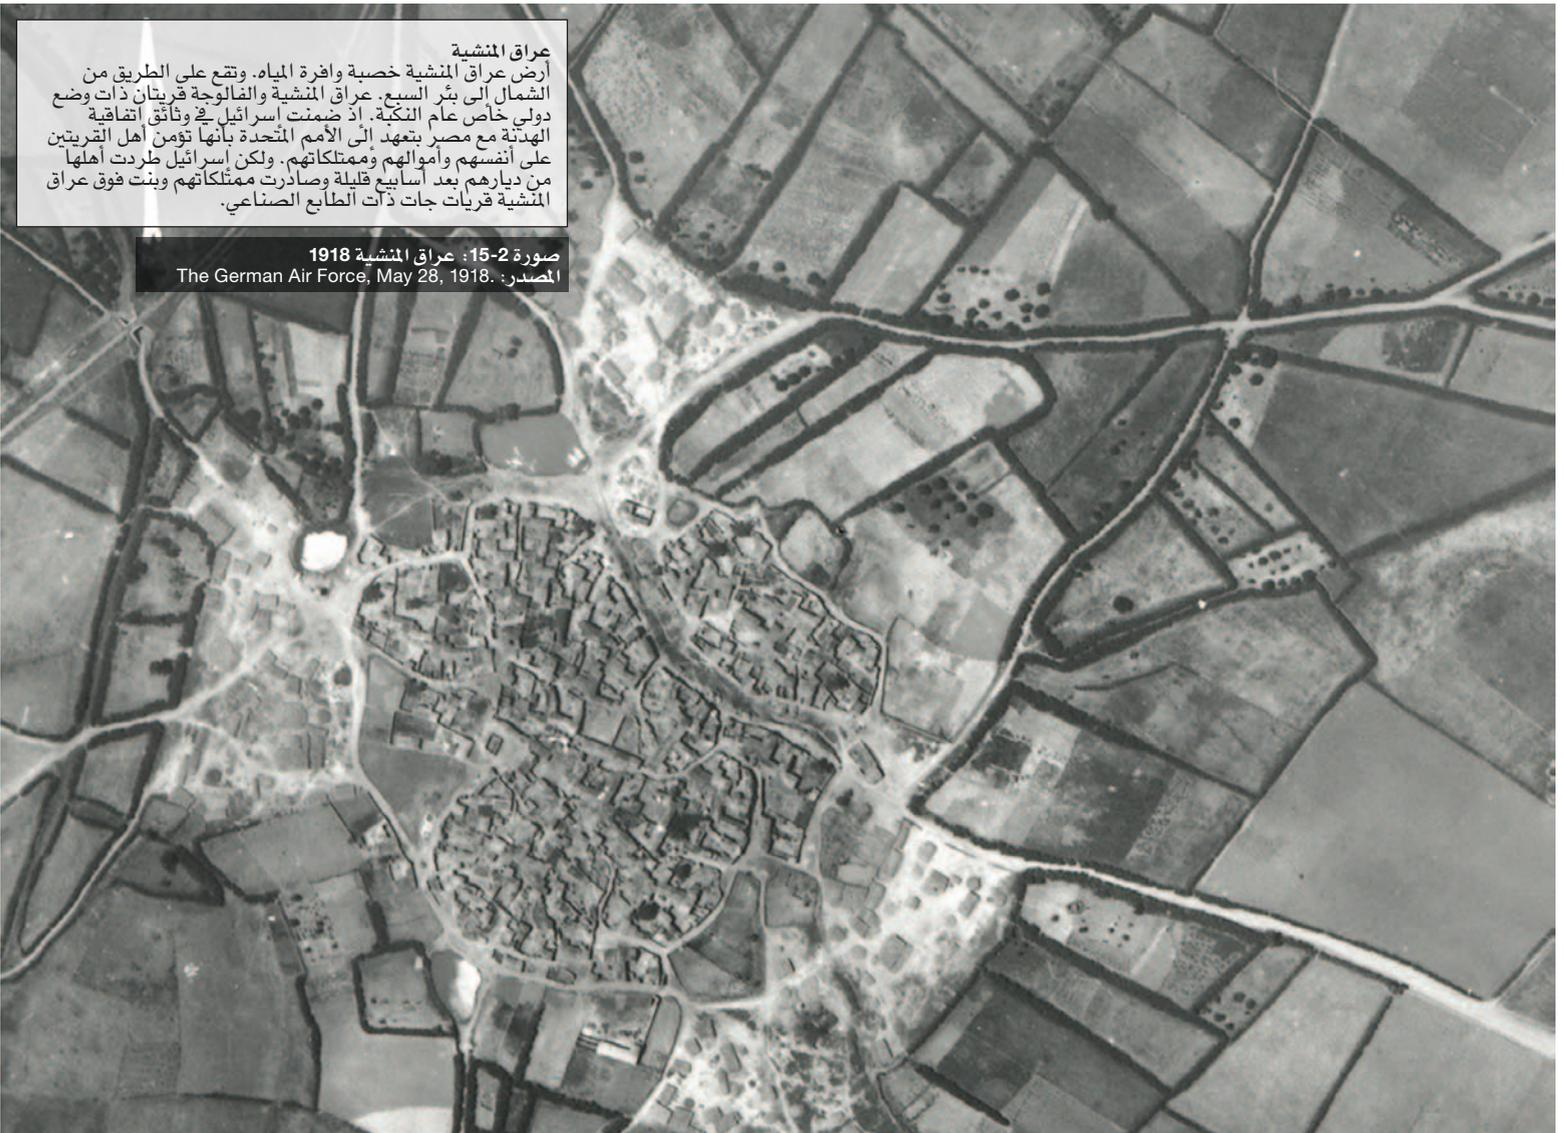 عراق المنشية
أرض عراق المنشية خصبة وافرة المياه. وتقع على الطريق من
الشمال إلى بئر السبع. عراق المنشية والفالوجة قريتان ذات وضع
دولي خاص عام النكبة. إذ ضمنت إسرائيل في وثائق اتفاقية
الهدنة مع مصر بتعهد إلى الأمم المتحدة بأنها تؤمن أهل القريتين
على أنفسهم وأموالهم وممتلكاتهم. ولكن إسرائيل طردت أهلها
من ديارهم بعد أسابيع قليلة وصادرت ممتلكاتهم وبنت فوق عراق
المنشية قريات جات ذات الطابع الصناعي.
صورة 2-15: عراق المنشية 1918
المصدر: .The German Air Force, May 28, 1918